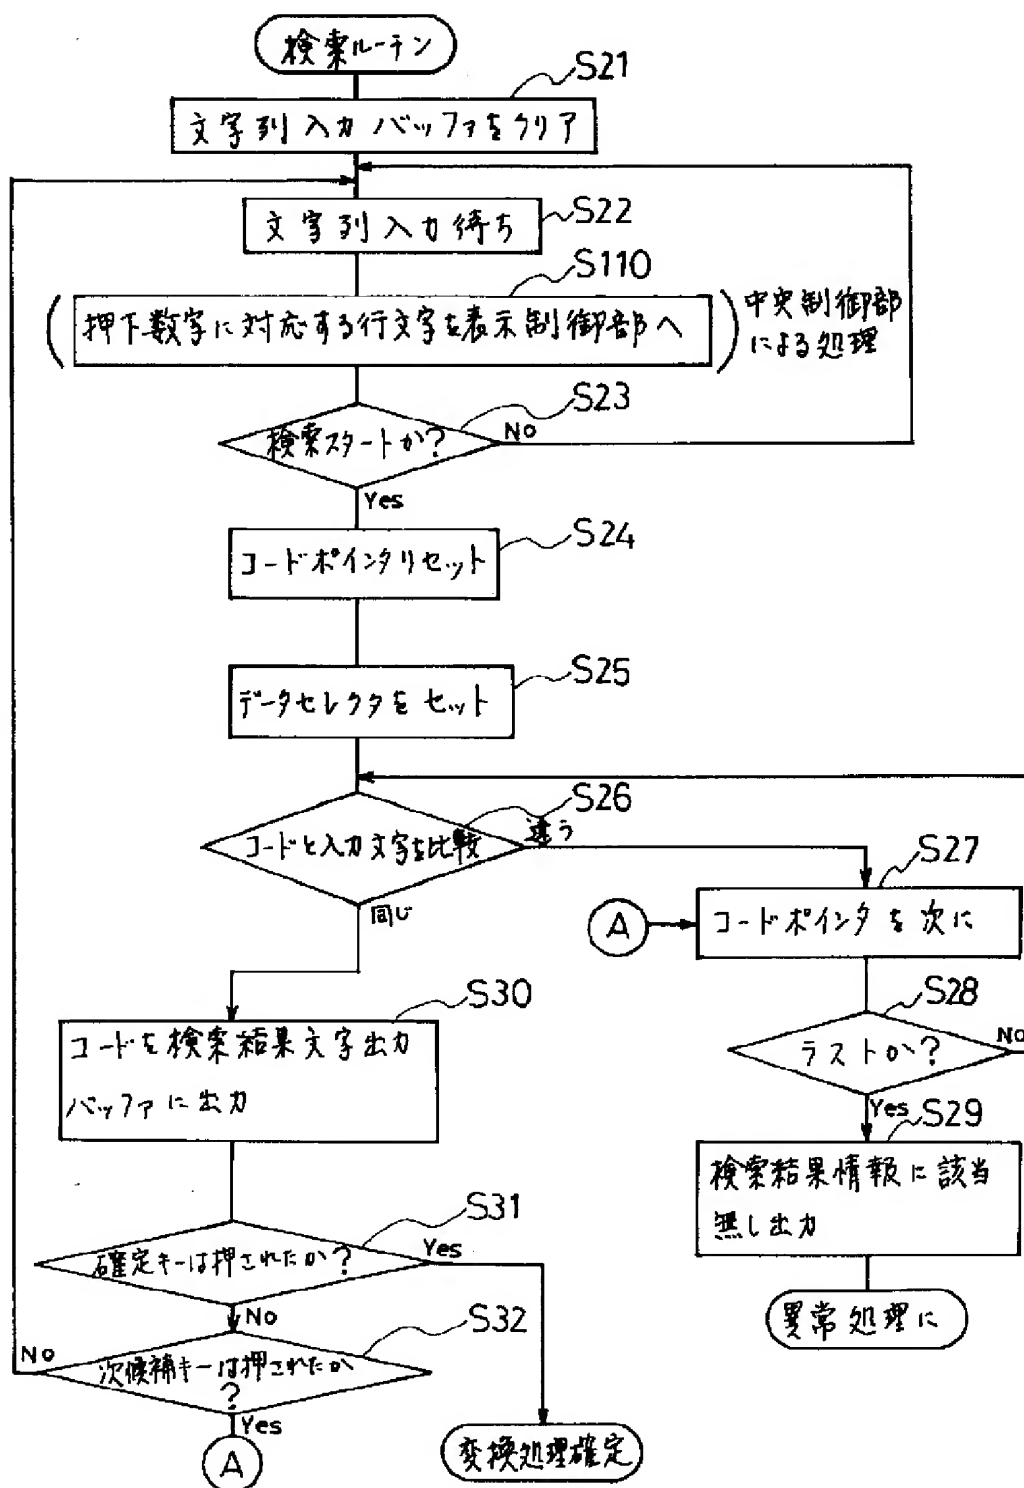 検索ルーチン
S21
文字列入力バッファをクリア
S22
文字列入力待ち
S110
(押下数字に対応する行文字を表示制御部へ)
中央制御部
による処理
S23
検索スタートか?
No
Yes
S24
コードポインタリセット
S25
データセレクタをセット
S26
コードと入力文字を比較
違う
同じ
S27
A
コードポインタを次に
S28
ラストか?
No
Yes
S29
検索結果情報に該当
無し出力
異常処理に
S30
コードを検索結果文字出力
バッファに出力
S31
確定キーは押されたか?
Yes
No
S32
次候補キーは押されたか
?
No
Yes
A
変換処理確定